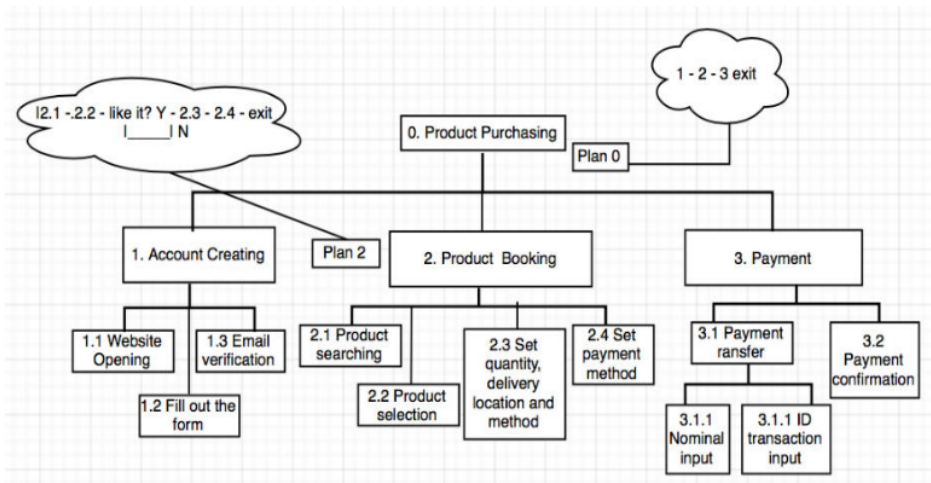 1 - 2 - 3 exit
I2.1 -.2.2 - like it? Y - 2.3 - 2.4 - exit
I_____I N
0. Product Purchasing
Plan 0
1. Account Creating
Plan 2
2. Product Booking
3. Payment
1.1 Website
Opening
1.3 Email
verification
1.2 Fill out the
form
2.1 Product
searching
2.2 Product
selection
2.3 Set
quantity,
delivery
location and
method
2.4 Set
payment
method
3.1 Payment
ransfer
3.2
Payment
confirmation
3.1.1
Nominal
input
3.1.1 ID
transaction
input